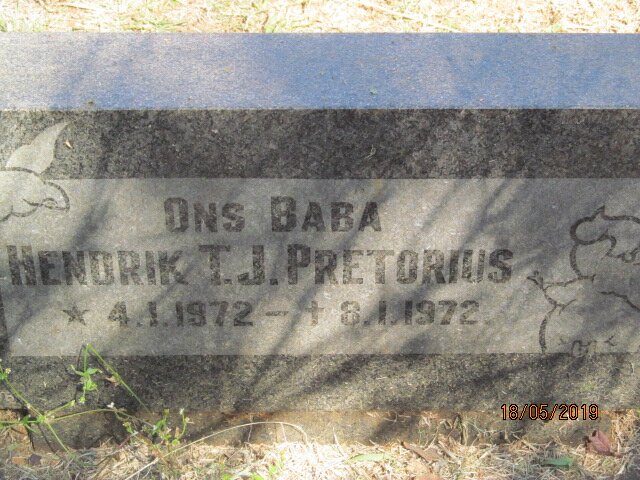 ONS BABA
HENDRIK T.J. PRETORIUS
* 4.1.1972 – † 8.1.1972.
18/05/2019